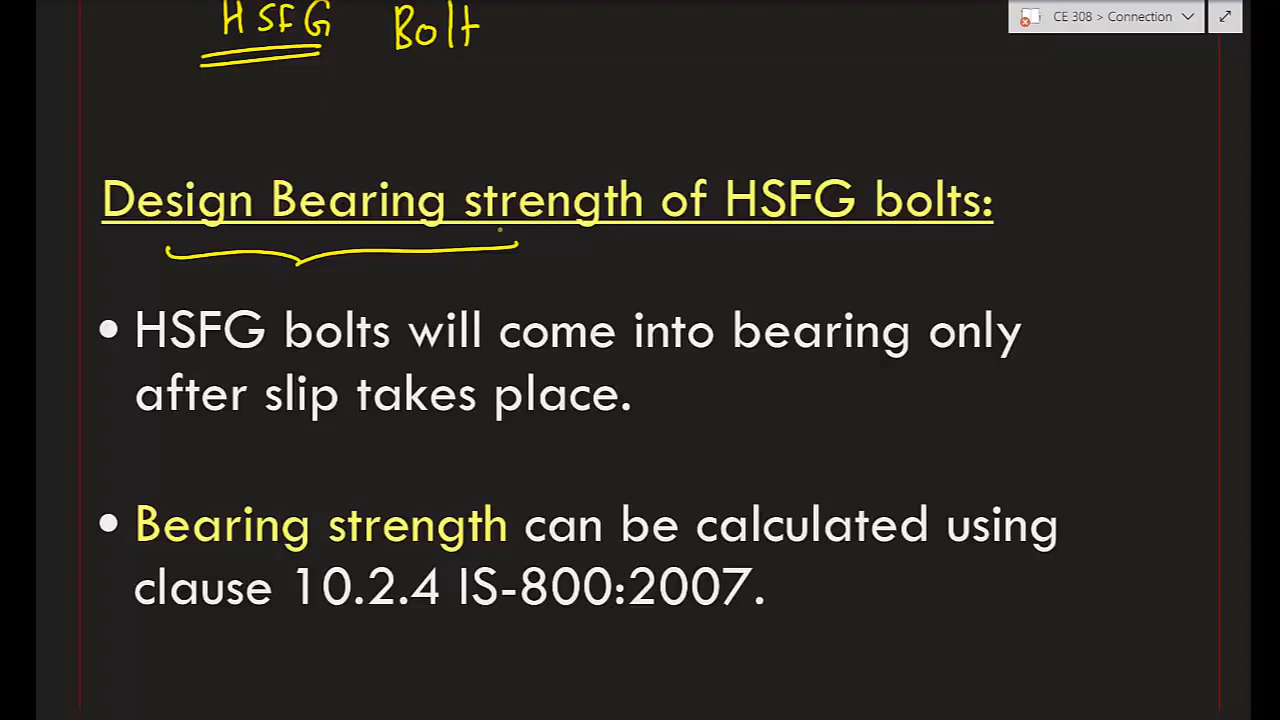 HSFG Bolt
CE 308 > Connection
Design Bearing strength of HSFG bolts:
• HSFG bolts will come into bearing only
after slip takes place.
• Bearing strength can be calculated using
clause 10.2.4 IS-800:2007.